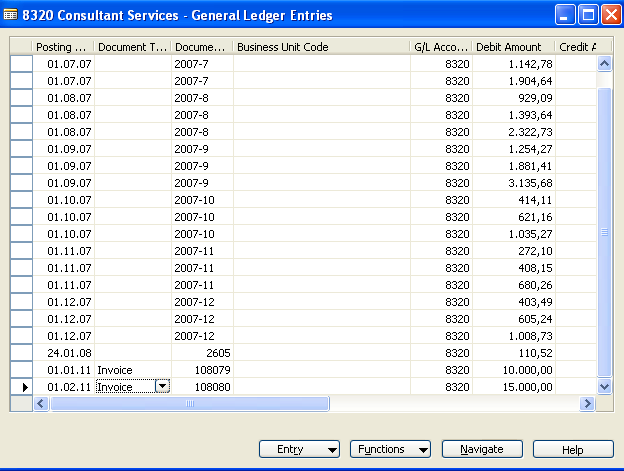 8320 Consultant Services - General Ledger Entries
Posting ... Document T... Docume... Business Unit Code G/L Acco... Debit Amount Credit A
01.07.07 2007-7 8320 1.142,78
01.07.07 2007-7 8320 1.904,64
01.08.07 2007-8 8320 929,09
01.08.07 2007-8 8320 1.393,64
01.08.07 2007-8 8320 2.322,73
01.09.07 2007-9 8320 1.254,27
01.09.07 2007-9 8320 1.881,41
01.09.07 2007-9 8320 3.135,68
01.10.07 2007-10 8320 414,11
01.10.07 2007-10 8320 621,16
01.10.07 2007-10 8320 1.035,27
01.11.07 2007-11 8320 272,10
01.11.07 2007-11 8320 408,15
01.11.07 2007-11 8320 680,26
01.12.07 2007-12 8320 403,49
01.12.07 2007-12 8320 605,24
01.12.07 2007-12 8320 1.008,73
24.01.08 2605 8320 110,52
01.01.11 Invoice 108079 8320 10.000,00
01.02.11 Invoice 108080 8320 15.000,00
Entry Functions Navigate Help